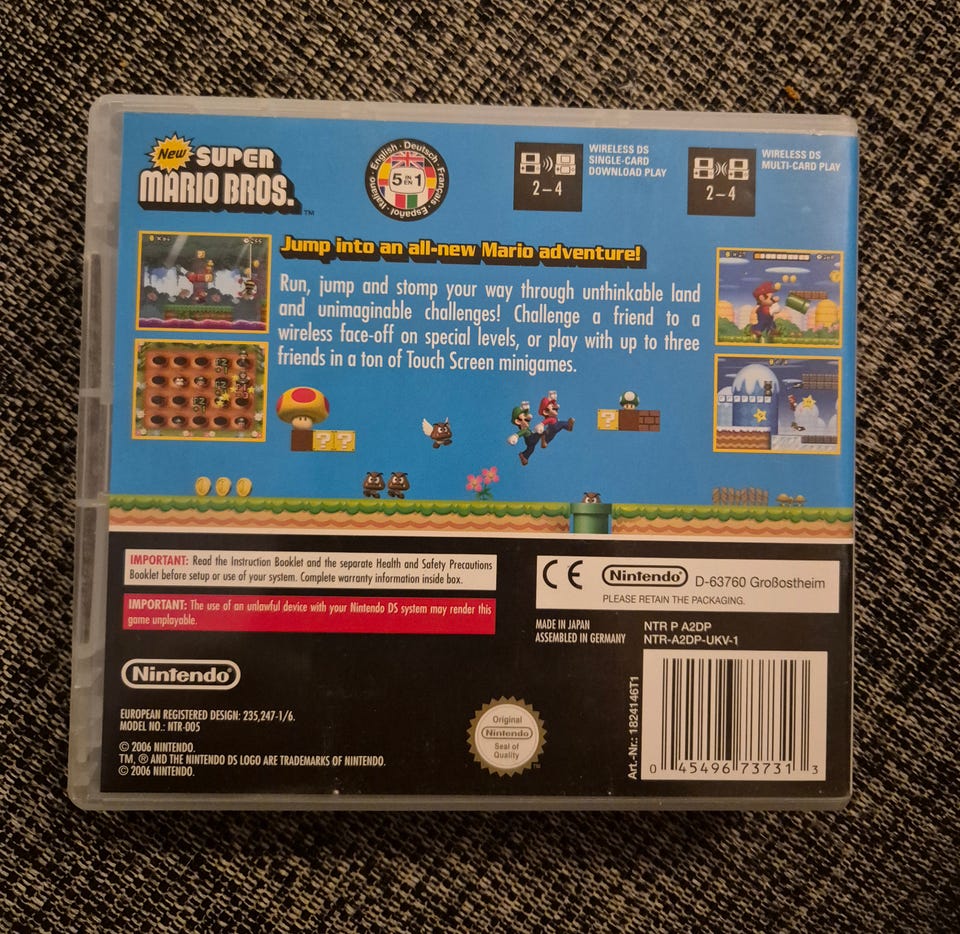 New SUPER
MARIO BROS.™
English · Deutsch · Français · Español · Italiano
5 IN EN 1
2-4
WIRELESS DS
SINGLE-CARD
DOWNLOAD PLAY
2-4
WIRELESS DS
MULTI-CARD PLAY
Jump into an all-new Mario adventure!
Run, jump and stomp your way through unthinkable land
and unimaginable challenges! Challenge a friend to a
wireless face-off on special levels, or play with up to three
friends in a ton of Touch Screen minigames.
IMPORTANT: Read the Instruction Booklet and the separate Health and Safety Precautions
Booklet before setup or use of your system. Complete warranty information inside box.
IMPORTANT: The use of an unlawful device with your Nintendo DS system may render this
game unplayable.
CE Nintendo® D-63760 Großostheim
PLEASE RETAIN THE PACKAGING.
MADE IN JAPAN
ASSEMBLED IN GERMANY
NTR P A2DP
NTR-A2DP-UKV-1
Nintendo®
EUROPEAN REGISTERED DESIGN: 235,247-1/6.
MODEL NO.: NTR-005
© 2006 NINTENDO.
TM, ® AND THE NINTENDO DS LOGO ARE TRADEMARKS OF NINTENDO.
© 2006 NINTENDO.
Original
Nintendo
Seal of
Quality
TM
Art.-Nr.: 1824146T1
0 45496 73731 3